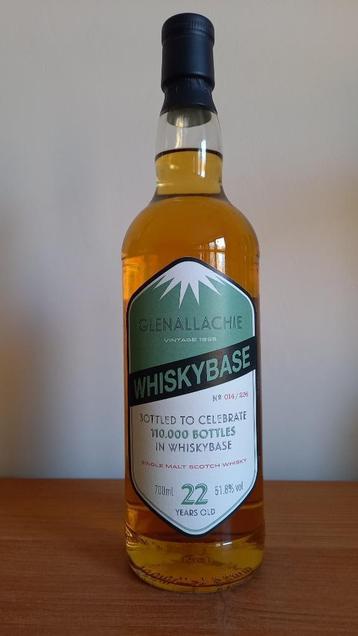 GLENALLACHIE
VINTAGE 1995
WHISKYBASE
Nº 014/226
BOTTLED TO CELEBRATE
110.000 BOTTLES
IN WHISKYBASE
SINGLE MALT SCOTCH WHISKY
700ml 22 51.8% vol
YEARS OLD